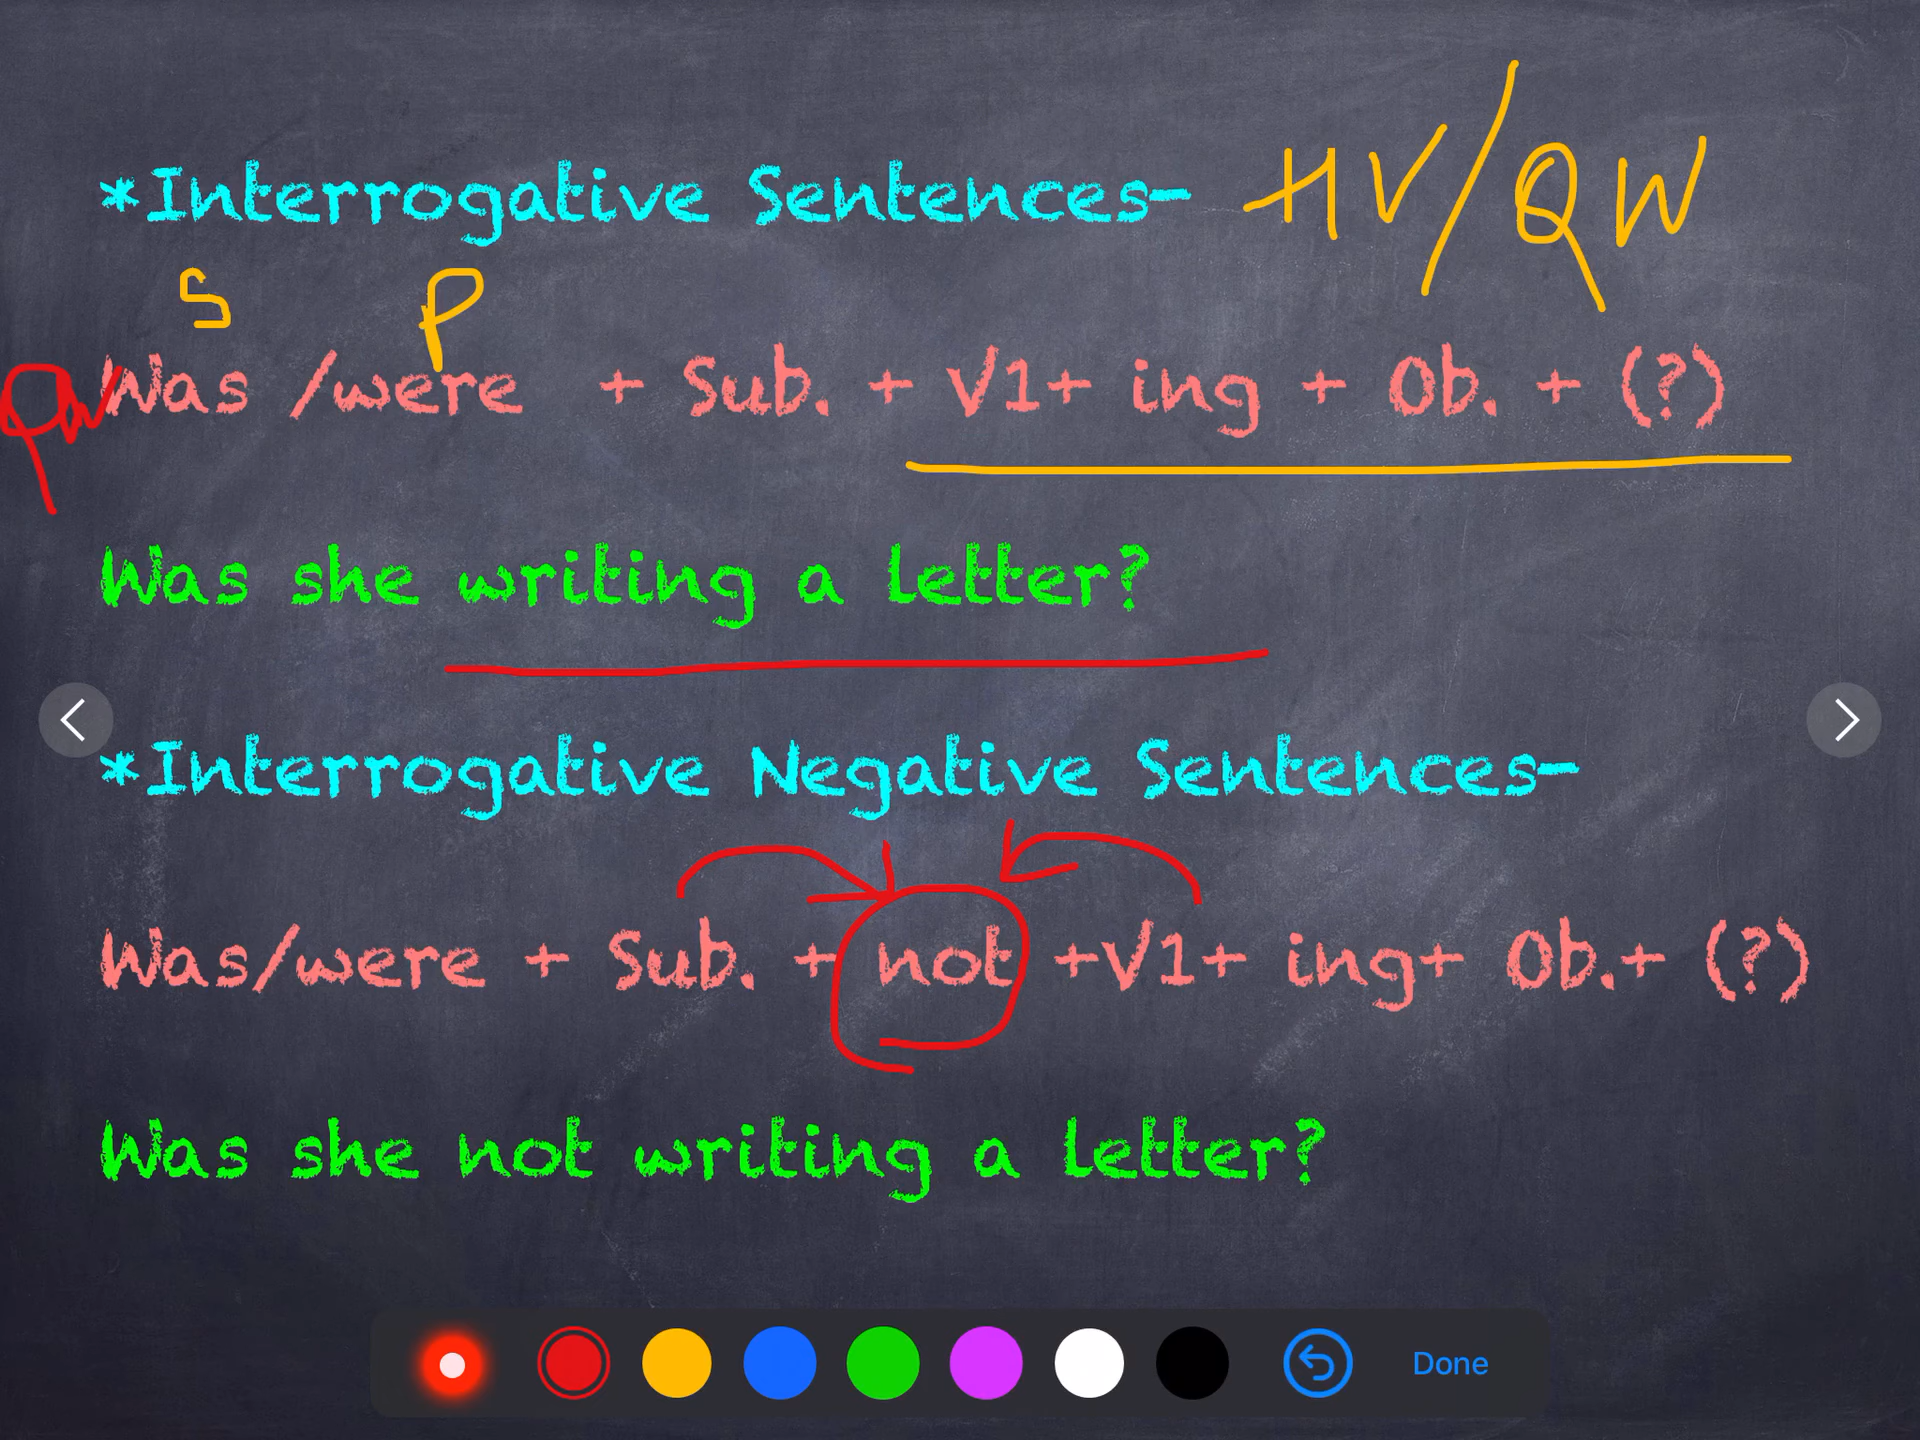 *Interrogative Sentences- HV/QW
S P
QW Was /were + Sub. + V1+ ing + Ob. + (?)
Was she writing a letter?
*Interrogative Negative Sentences-
Was/were + Sub. + not +V1+ ing+ Ob.+ (?)
Was she not writing a letter?
Done